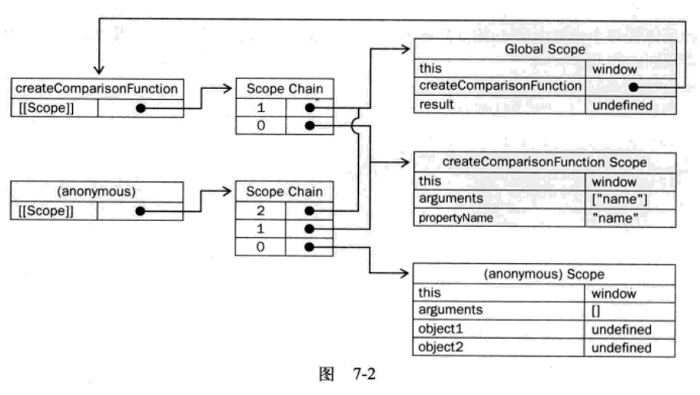 Global Scope
this window
createComparisonFunction
result undefined
createComparisonFunction
[[Scope]]
Scope Chain
1
0
createComparisonFunction Scope
this window
arguments ["name"]
propertyName "name"
(anonymous)
[[Scope]]
Scope Chain
2
1
0
(anonymous) Scope
this window
arguments []
object1 undefined
object2 undefined
图 7-2